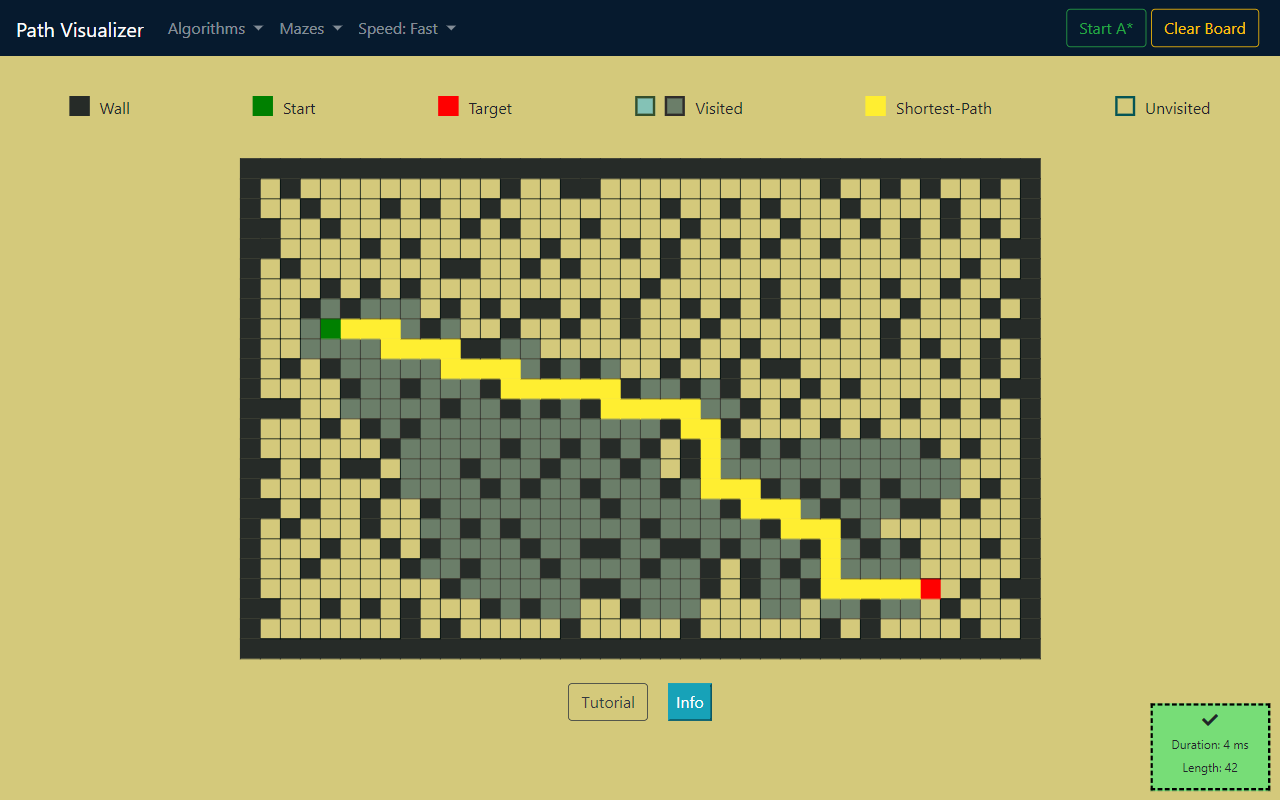 Path Visualizer Algorithms Mazes Speed: Fast Start A* Clear Board
Wall Start Target Visited Shortest-Path Unvisited
Tutorial Info
Duration: 4 ms
Length: 42